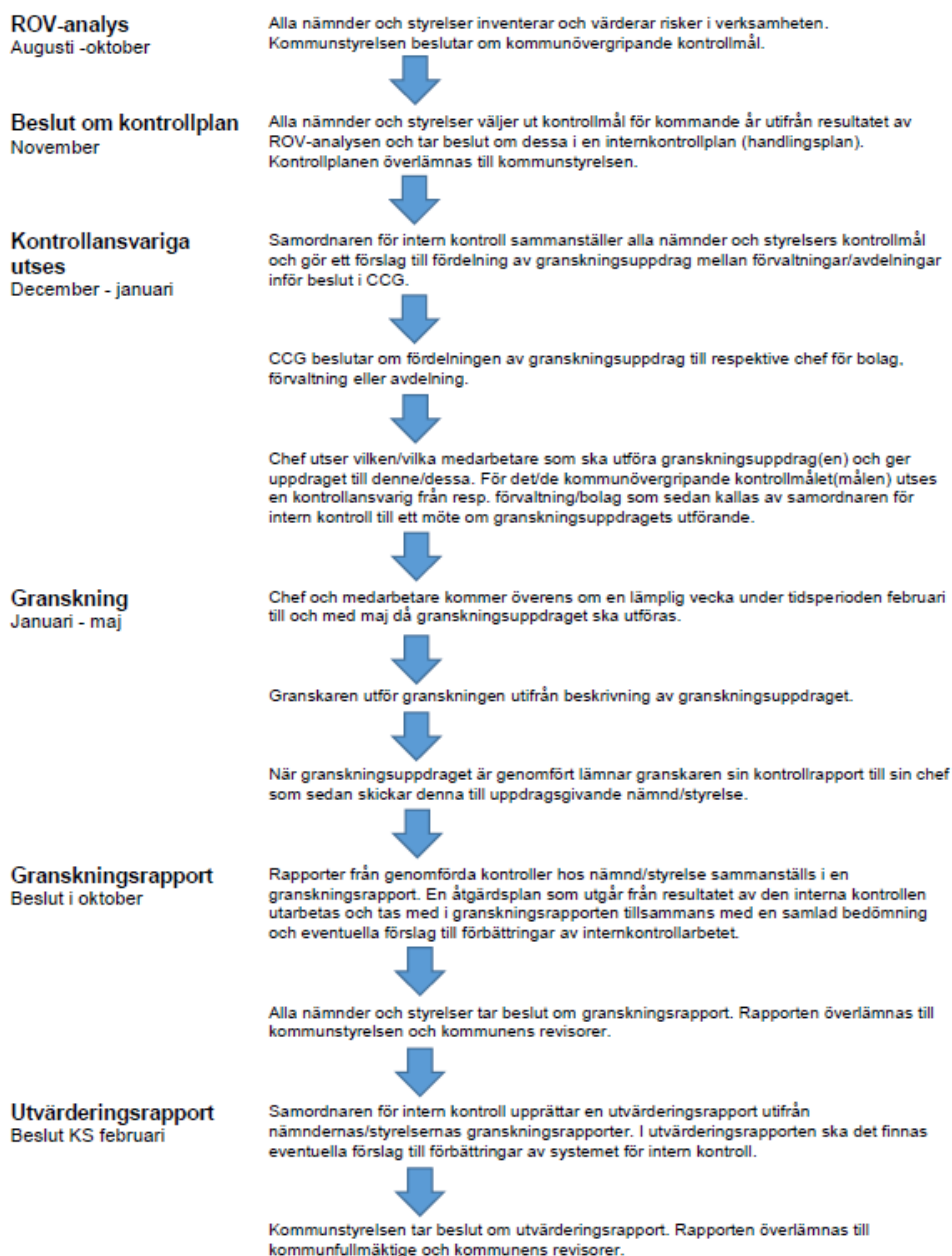 ROV-analys
Augusti -oktober
Alla nämnder och styrelser inventerar och värderar risker i verksamheten.
Kommunstyrelsen beslutar om kommunövergripande kontrollmål.
Beslut om kontrollplan
November
Alla nämnder och styrelser väljer ut kontrollmål för kommande år utifrån resultatet av
ROV-analysen och tar beslut om dessa i en internkontrollplan (handlingsplan).
Kontrollplanen överlämnas till kommunstyrelsen.
Kontrollansvariga
utses
December - januari
Samordnaren för intern kontroll sammanställer alla nämnder och styrelsers kontrollmål
och gör ett förslag till fördelning av granskningsuppdrag mellan förvaltningar/avdelningar
inför beslut i CCG.
CCG beslutar om fördelningen av granskningsuppdrag till respektive chef för bolag,
förvaltning eller avdelning.
Chef utser vilken/vilka medarbetare som ska utföra granskningsuppdrag(en) och ger
uppdraget till denne/dessa. För det/de kommunövergripande kontrollmålet(målen) utses
en kontrollansvarig från resp. förvaltning/bolag som sedan kallas av samordnaren för
intern kontroll till ett möte om granskningsuppdragets utförande.
Granskning
Januari - maj
Chef och medarbetare kommer överens om en lämplig vecka under tidsperioden februari
till och med maj då granskningsuppdraget ska utföras.
Granskaren utför granskningen utifrån beskrivning av granskningsuppdraget.
När granskningsuppdraget är genomfört lämnar granskaren sin kontrollrapport till sin chef
som sedan skickar denna till uppdragsgivande nämnd/styrelse.
Granskningsrapport
Beslut i oktober
Rapporter från genomförda kontroller hos nämnd/styrelse sammanställs i en
granskningsrapport. En åtgärdsplan som utgår från resultatet av den interna kontrollen
utarbetas och tas med i granskningsrapporten tillsammans med en samlad bedömning
och eventuella förslag till förbättringar av internkontrollarbetet.
Alla nämnder och styrelser tar beslut om granskningsrapport. Rapporten överlämnas till
kommunstyrelsen och kommunens revisorer.
Utvärderingsrapport
Beslut KS februari
Samordnaren för intern kontroll upprättar en utvärderingsrapport utifrån
nämndernas/styrelsernas granskningsrapporter. I utvärderingsrapporten ska det finnas
eventuella förslag till förbättringar av systemet för intern kontroll.
Kommunstyrelsen tar beslut om utvärderingsrapport. Rapporten överlämnas till
kommunfullmäktige och kommunens revisorer.